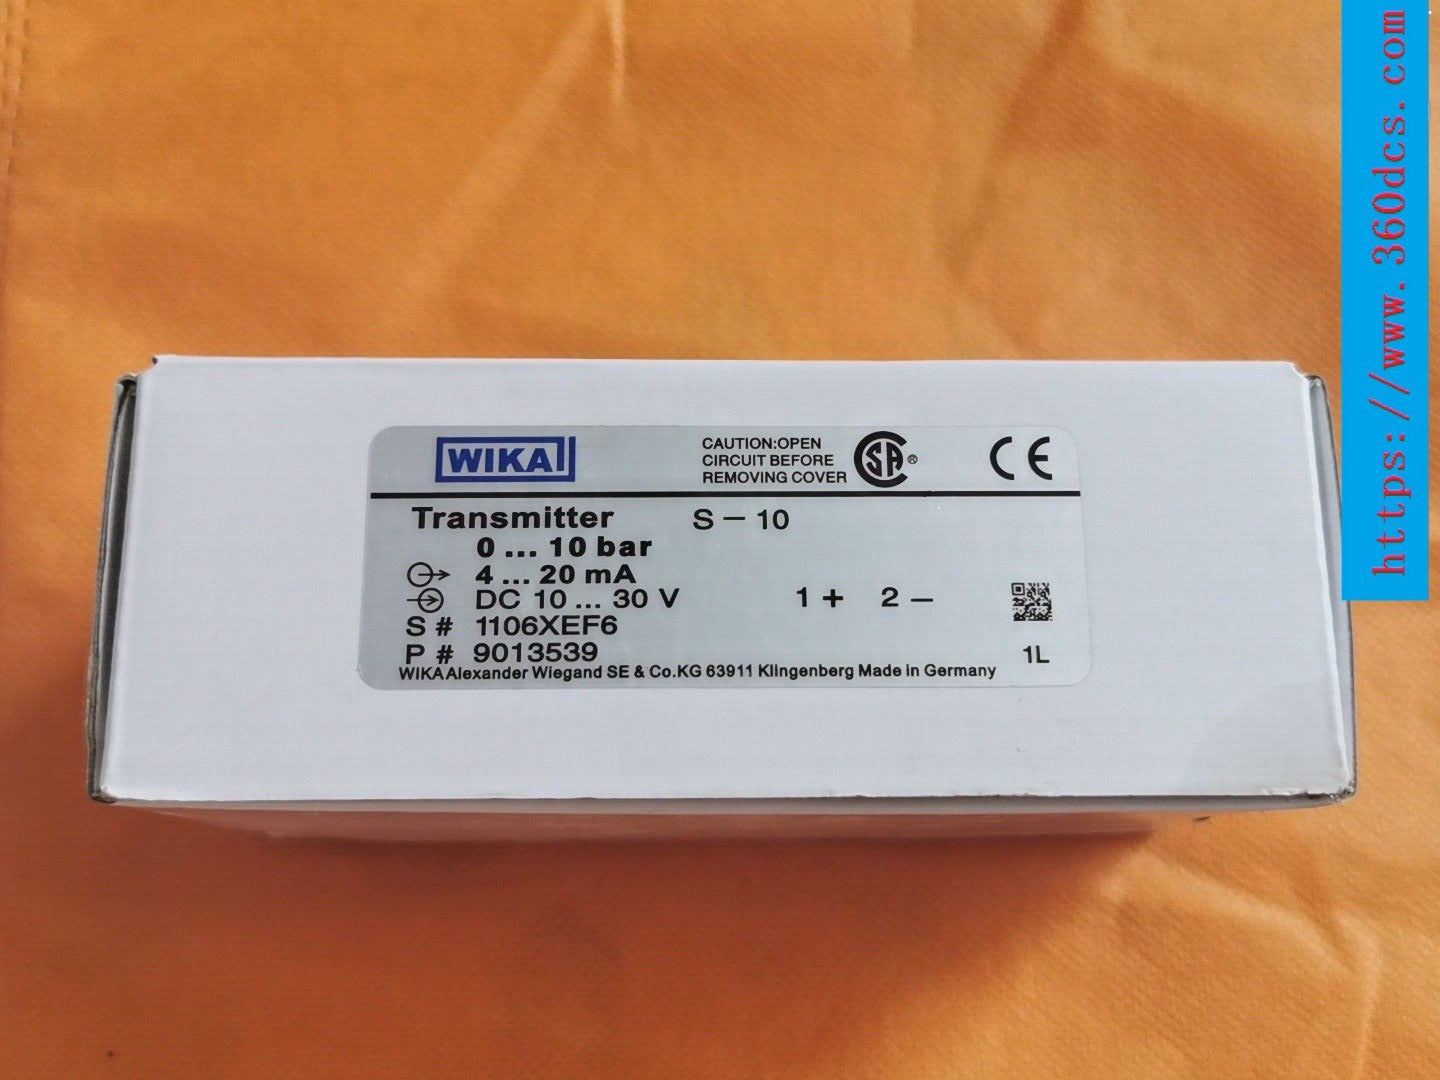 WIKA
CAUTION:OPEN
CIRCUIT BEFORE
REMOVING COVER
SA ®
CE
Transmitter S - 10
0 ... 10 bar
4 ... 20 mA
DC 10 ... 30 V 1 + 2 -
S # 1106XEF6
P # 9013539
1L
WIKA Alexander Wiegand SE & Co.KG 63911 Klingenberg Made in Germany
https://www.360dcs.com